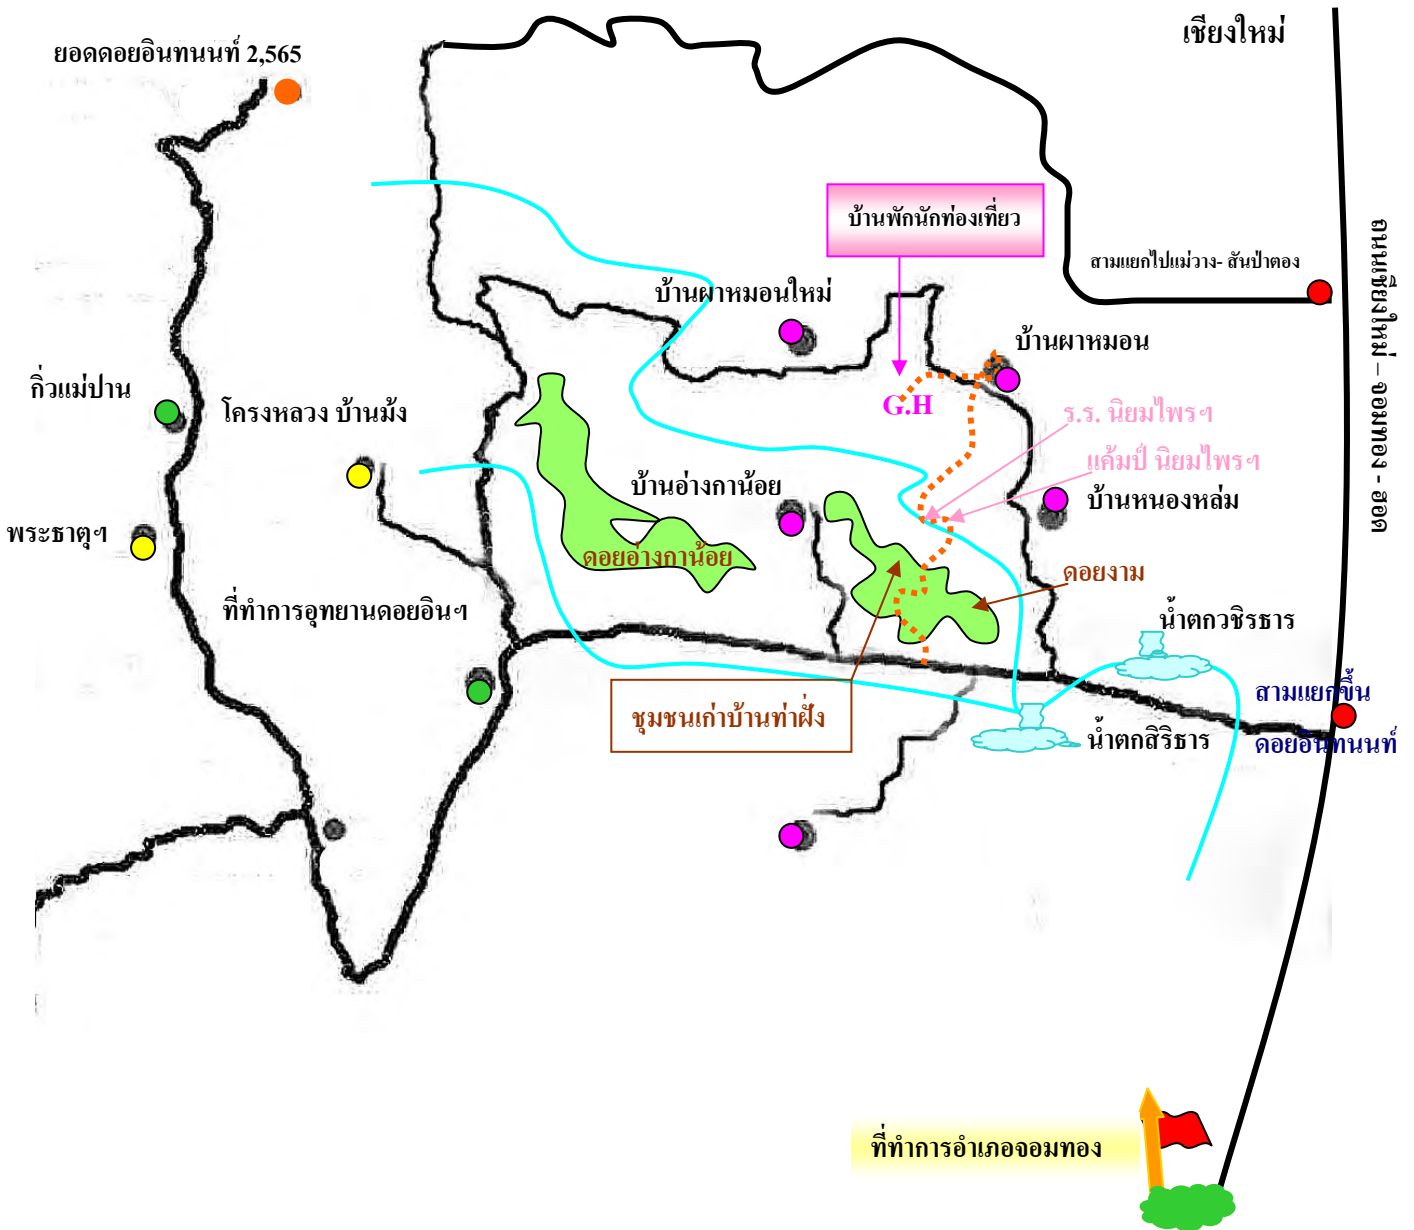 เชียงใหม่
ยอดดอยอินทนนท์ 2,565
บ้านพักนักท่องเที่ยว
สามแยกไปแม่วาง- สันป่าตอง
ถนนเชียงใหม่ – จอมทอง - ฮอด
บ้านผาหมอนใหม่
บ้านผาหมอน
กิ่วแม่ปาน
โครงหลวง บ้านม้ง
G.H
ร.ร. นิยมไพรฯ
แค้มป์ นิยมไพรฯ
บ้านอ่างกาน้อย
บ้านหนองหล่ม
พระธาตุฯ
ดอยอ่างกาน้อย
ดอยงาม
ที่ทำการอุทยานดอยอินฯ
น้ำตกวชิรธาร
สามแยกขึ้น
ดอยอินทนนท์
ชุมชนเก่าบ้านท่าฝั่ง
น้ำตกสิริธาร
ที่ทำการอำเภอจอมทอง